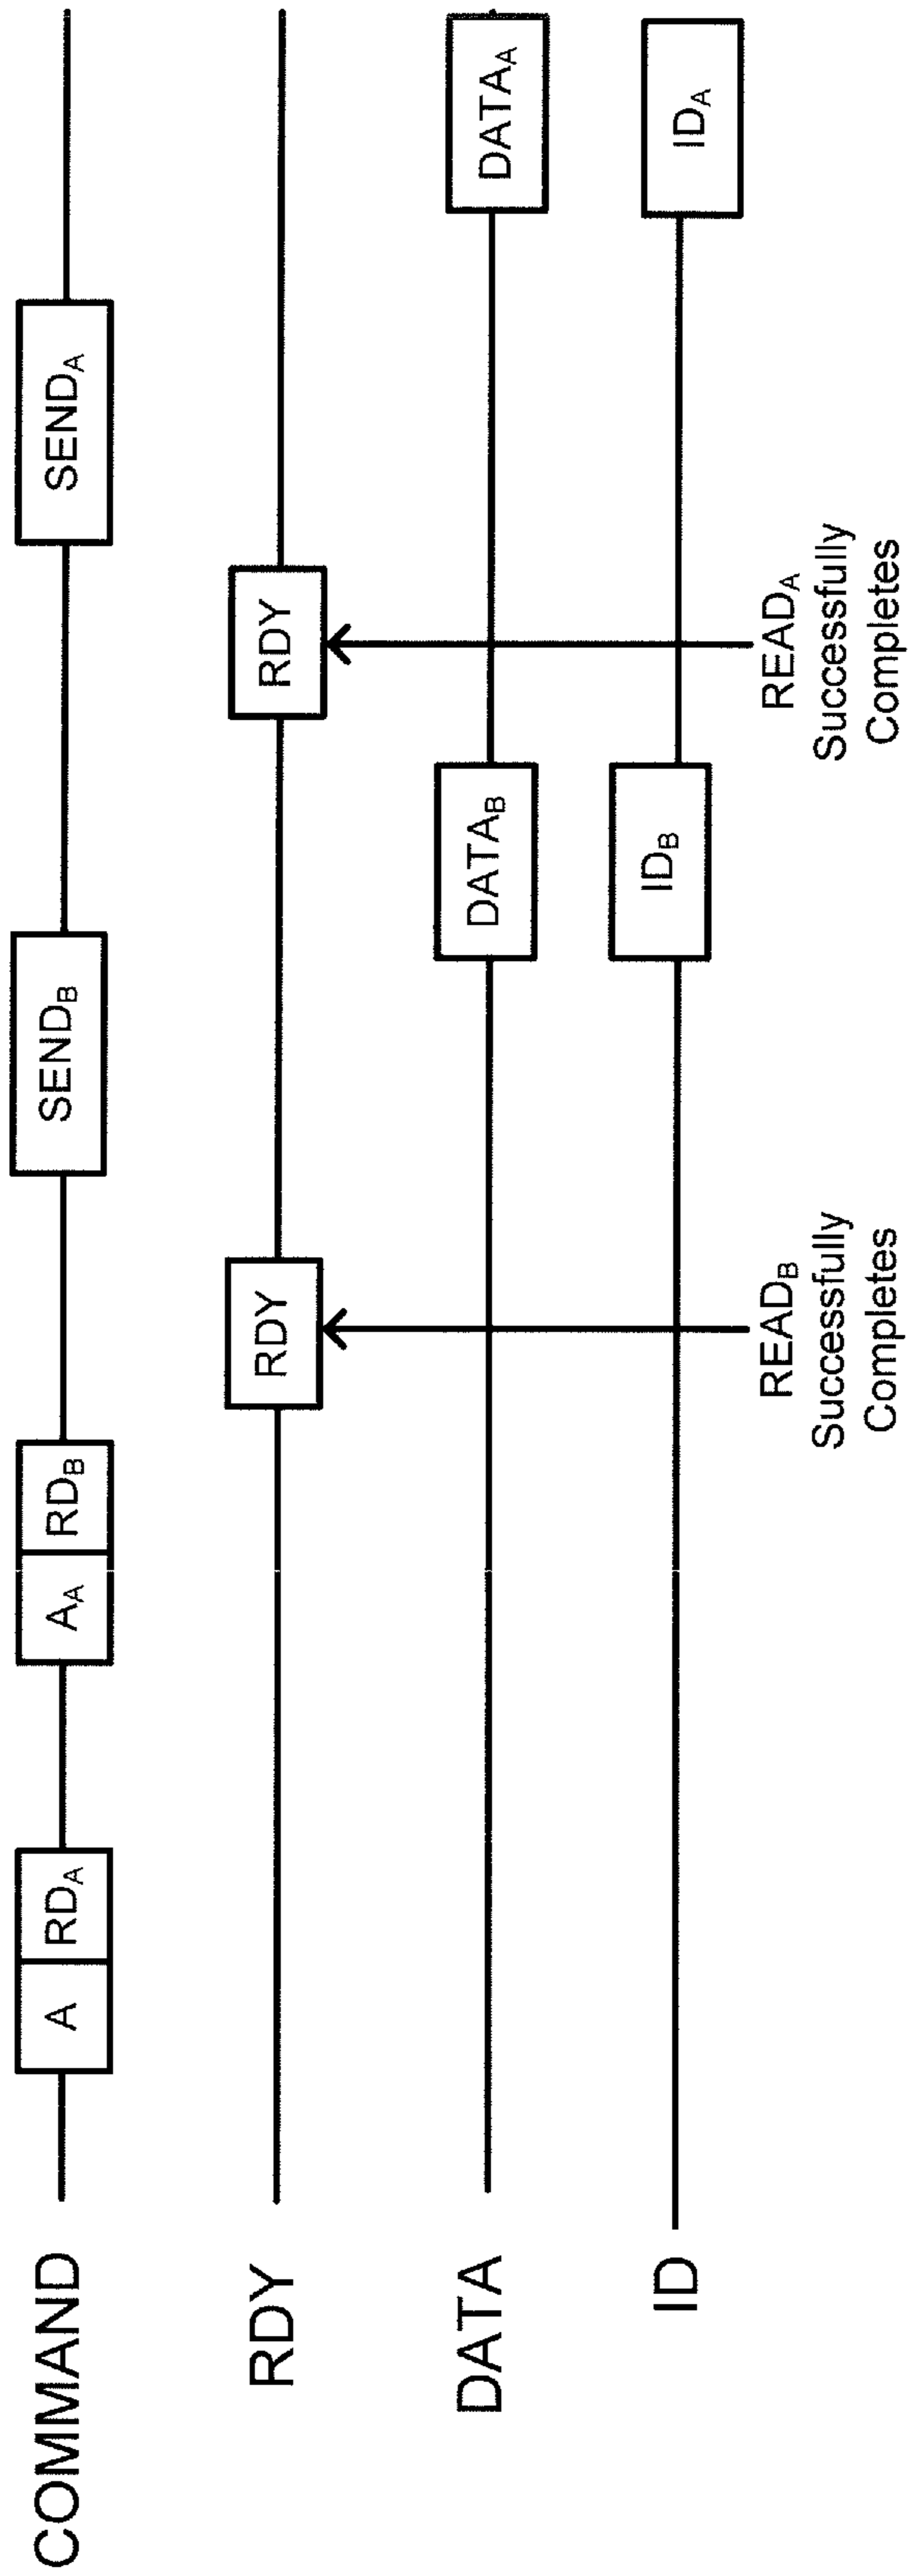 COMMAND
A
RD_A
A_A
RD_B
SEND_B
SEND_A
RDY
RDY
RDY
DATA
DATA_B
DATA_A
ID
ID_B
ID_A
READ_B
Successfully
Completes
READ_A
Successfully
Completes